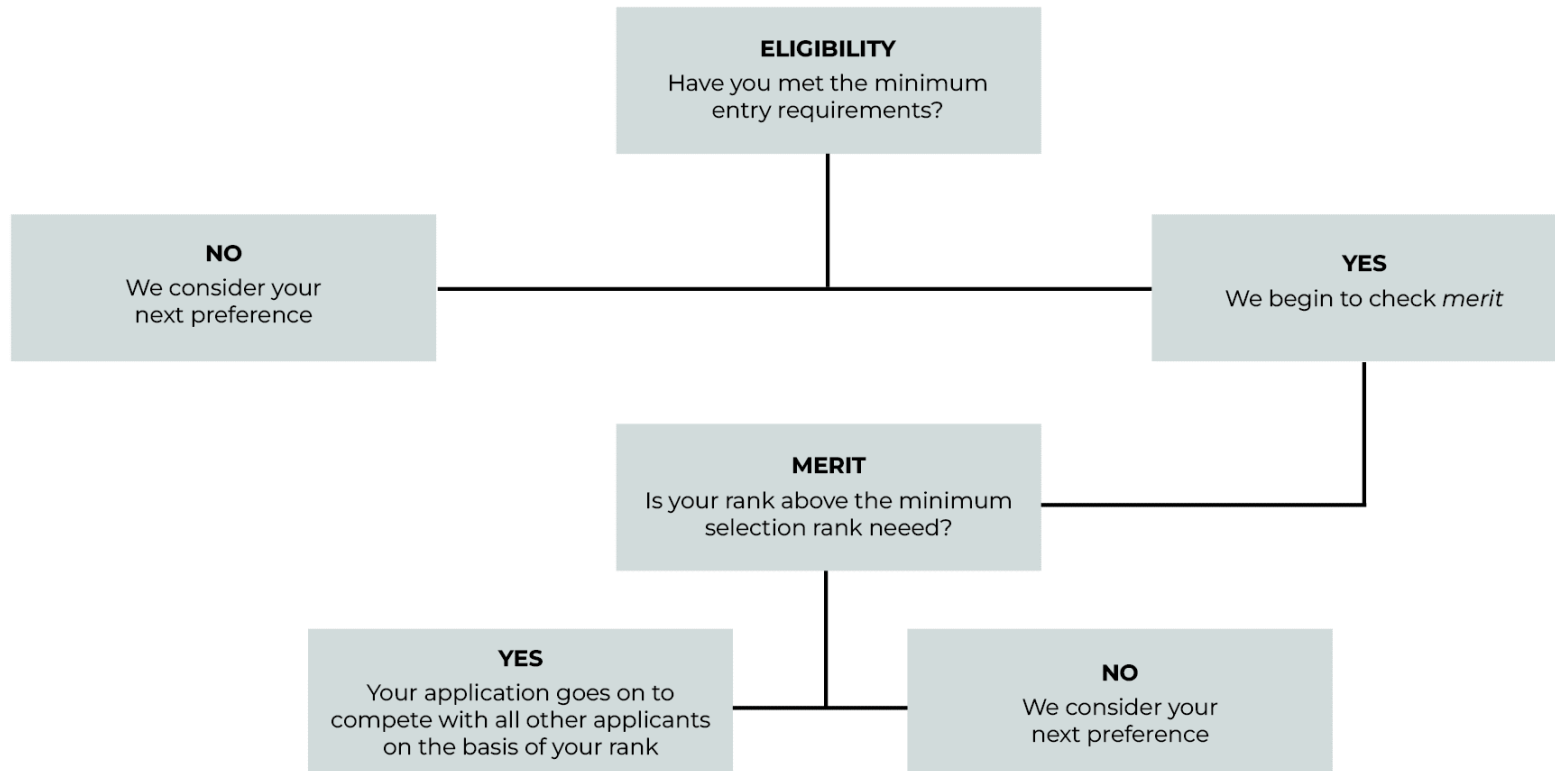 ELIGIBILITY
Have you met the minimum
entry requirements?
NO
We consider your
next preference
YES
We begin to check merit
MERIT
Is your rank above the minimum
selection rank neeed?
YES
Your application goes on to
compete with all other applicants
on the basis of your rank
NO
We consider your
next preference